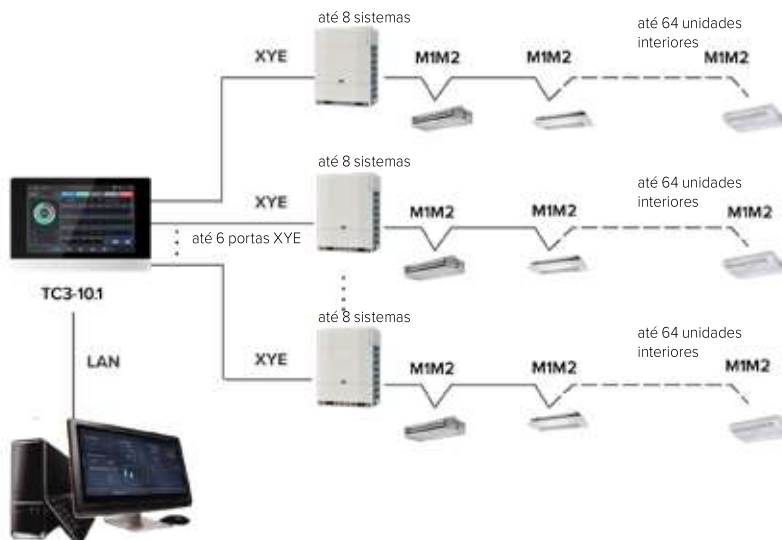 até 8 sistemas
até 64 unidades
interiores
XYE
M1M2
M1M2
M1M2
até 8 sistemas
até 64 unidades
interiores
XYE
M1M2
M1M2
M1M2
até 6 portas XYE
TC3-10.1
até 8 sistemas
até 64 unidades
interiores
XYE
M1M2
M1M2
M1M2
LAN